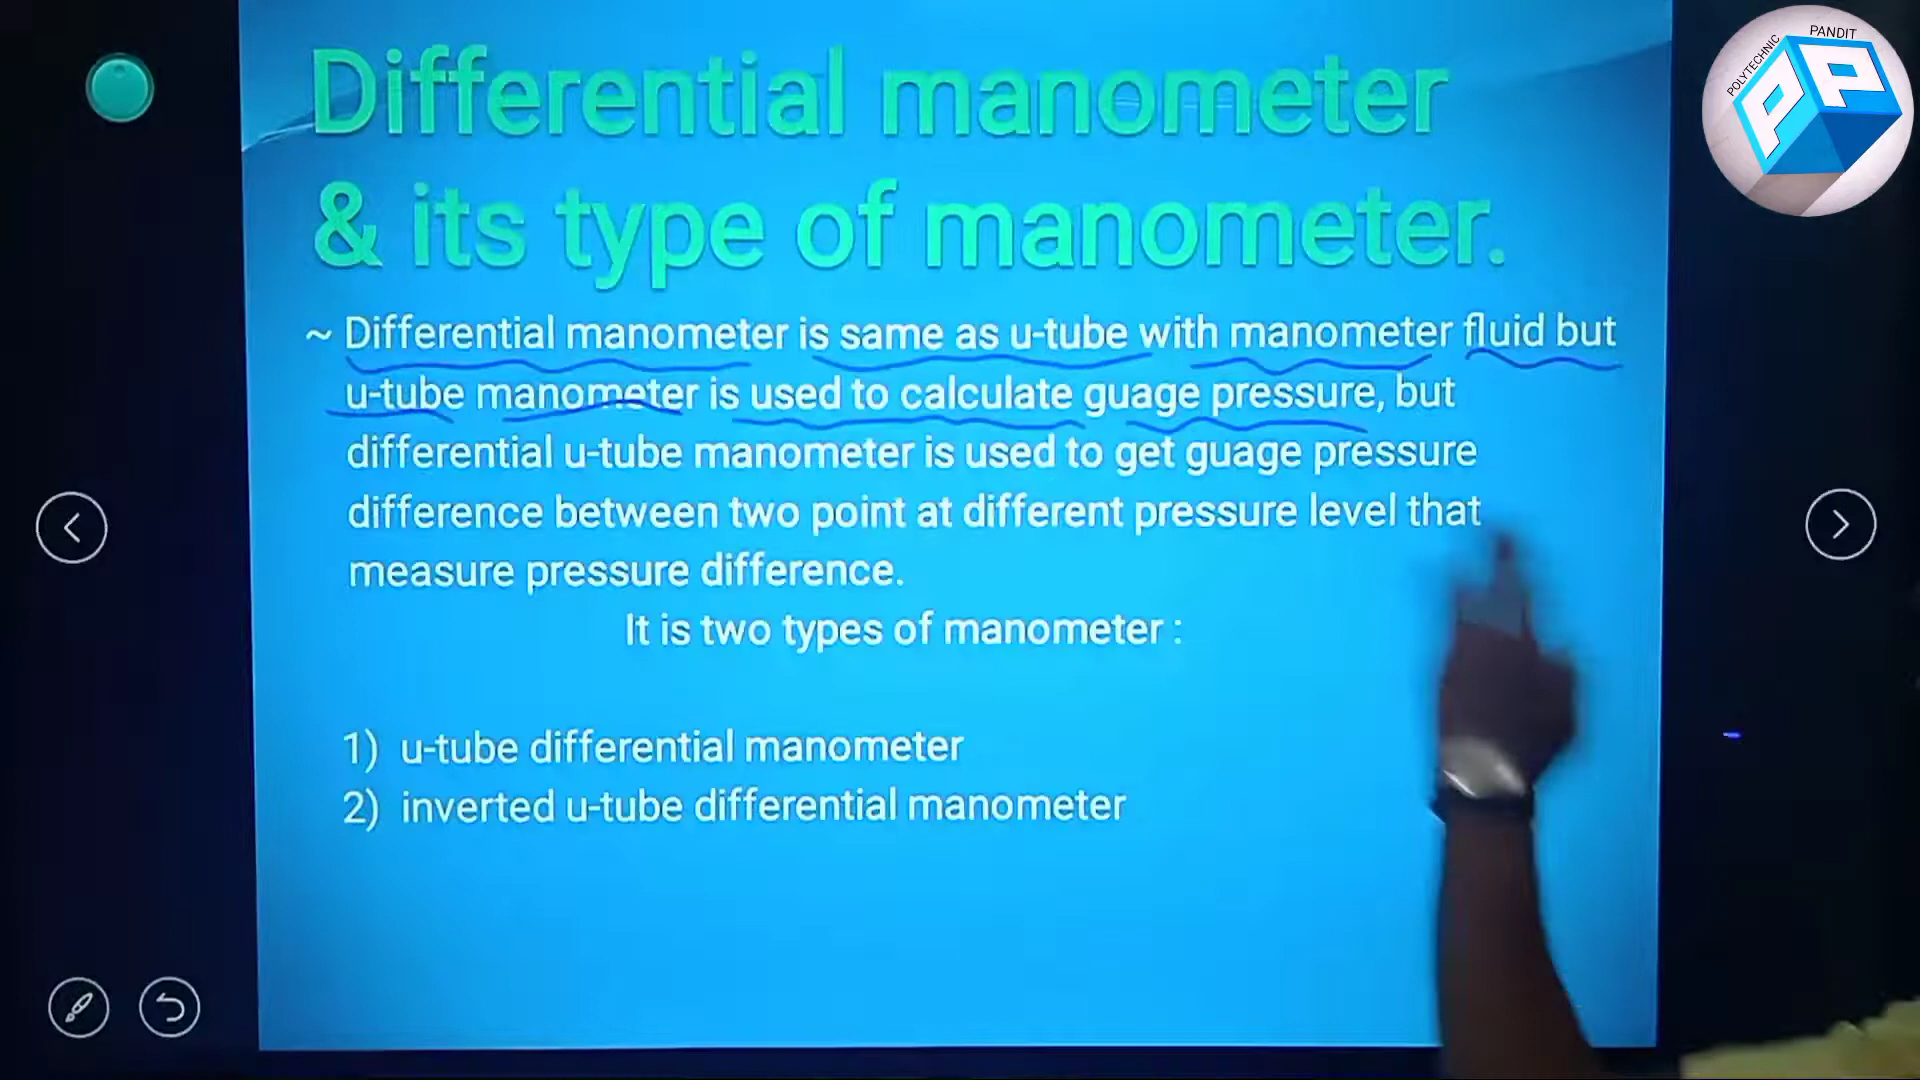 POLYTECHNIC PANDIT
PP
Differential manometer
& its type of manometer.
~ Differential manometer is same as u-tube with manometer fluid but
u-tube manometer is used to calculate guage pressure, but
differential u-tube manometer is used to get guage pressure
difference between two point at different pressure level that
measure pressure difference.
It is two types of manometer :
1) u-tube differential manometer
2) inverted u-tube differential manometer